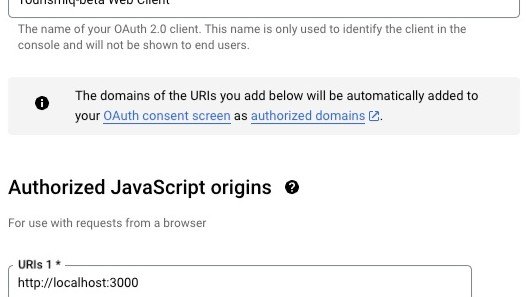 Tourismiq-beta Web Client
The name of your OAuth 2.0 client. This name is only used to identify the client in the
console and will not be shown to end users.
The domains of the URIs you add below will be automatically added to
your OAuth consent screen as authorized domains.
Authorized JavaScript origins
For use with requests from a browser
URIs 1 *
http://localhost:3000